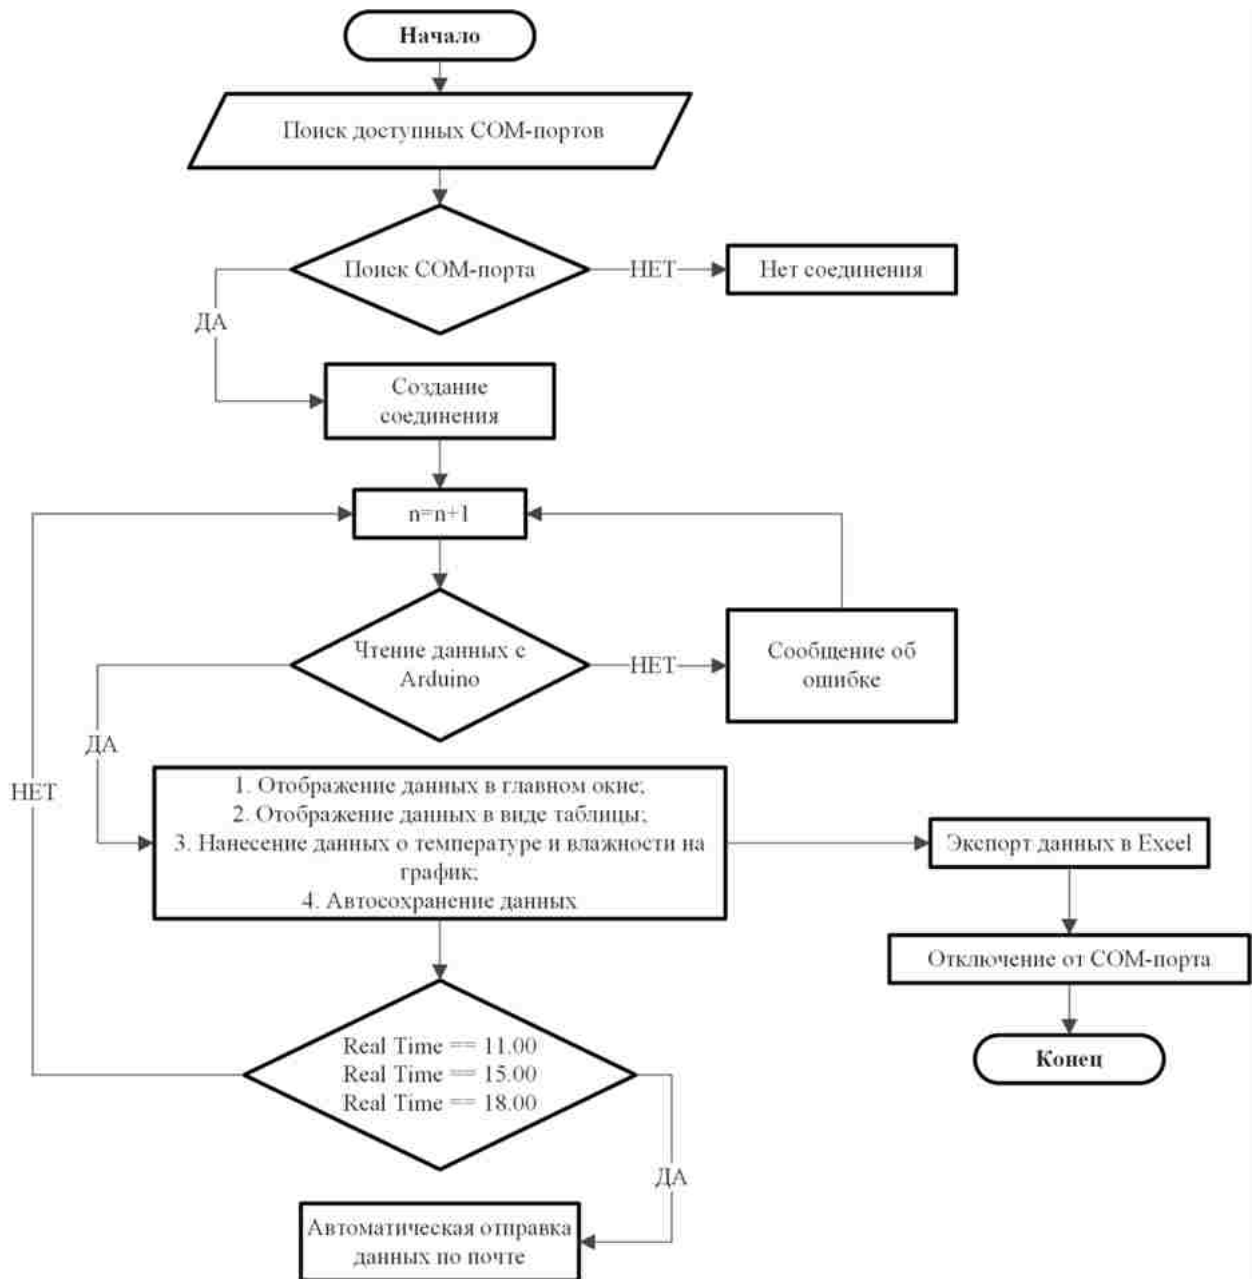 Начало
Поиск доступных COM-портов
Поиск COM-порта
НЕТ
Нет соединения
ДА
Создание
соединения
n=n+1
Чтение данных с
Arduino
НЕТ
Сообщение об
ошибке
ДА
НЕТ
1. Отображение данных в главном окне;
2. Отображение данных в виде таблицы;
3. Нанесение данных о температуре и влажности на
график;
4. Автосохранение данных
Экспорт данных в Excel
Отключение от COM-порта
Конец
Real Time == 11.00
Real Time == 15.00
Real Time == 18.00
ДА
Автоматическая отправка
данных по почте